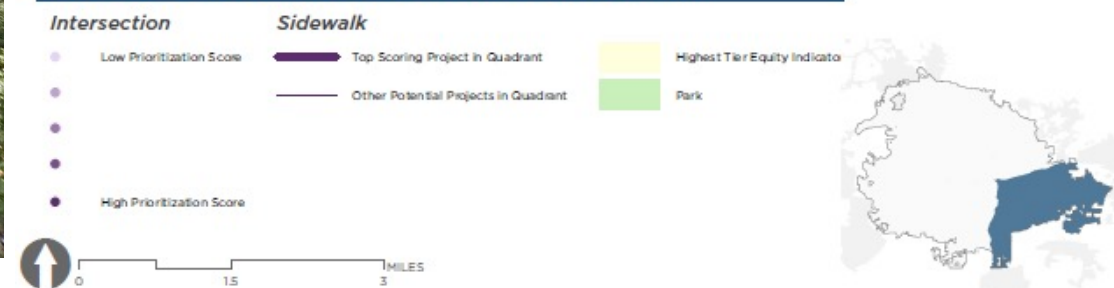 Intersection
Sidewalk
Low Prioritization Score
Top Scoring Project in Quadrant
Highest Tier Equity Indicato
Other Potential Projects in Quadrant
Park
High Prioritization Score
MILES
0
1.5
3